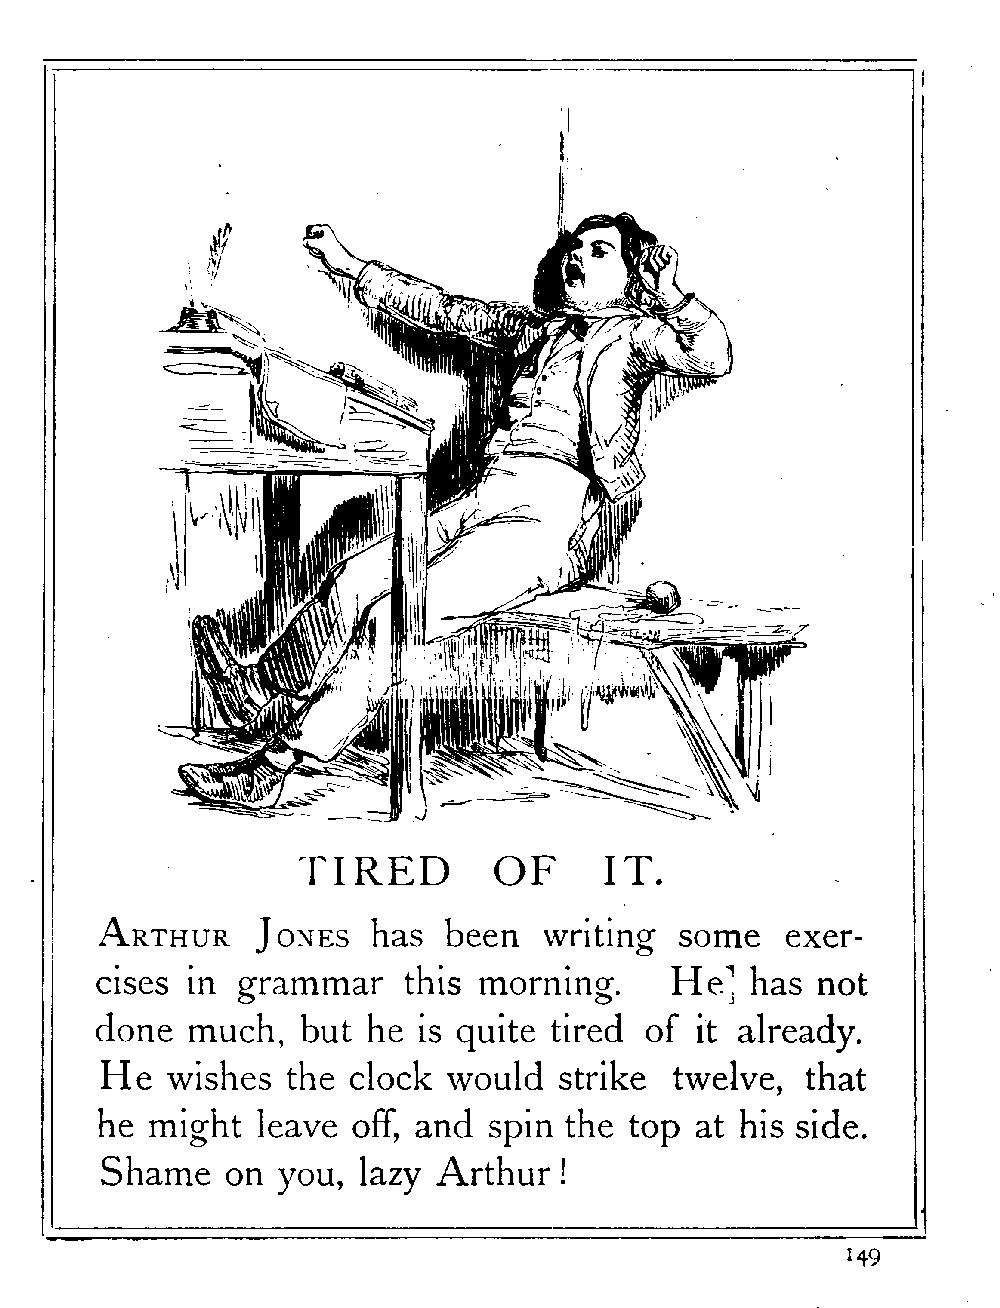 TIRED OF IT.
ARTHUR JONES has been writing some exer-
cises in grammar this morning. He has not
done much, but he is quite tired of it already.
He wishes the clock would strike twelve, that
he might leave off, and spin the top at his side.
Shame on you, lazy Arthur!
149